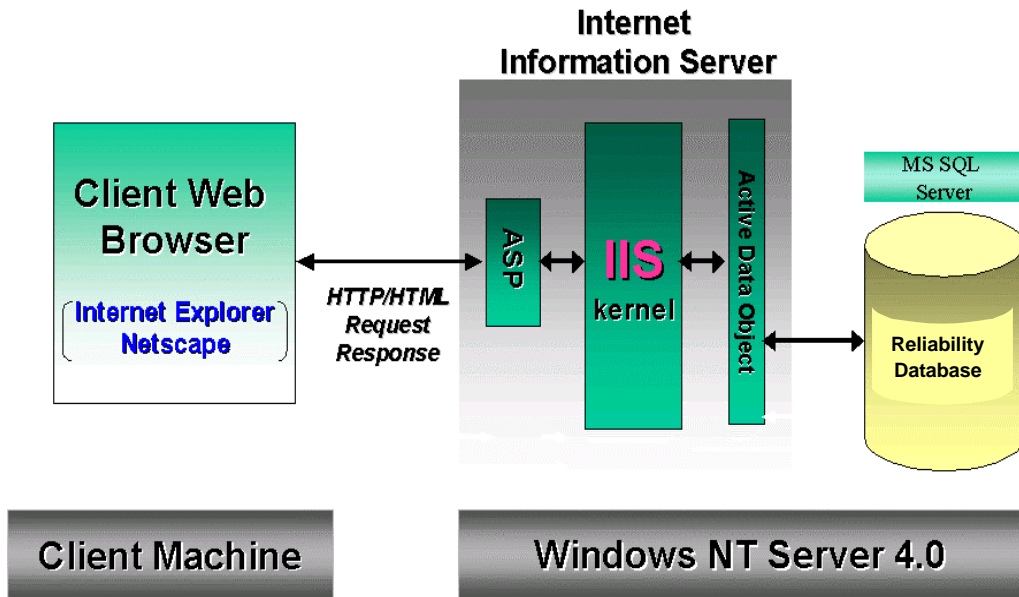 Internet
Information Server
Client Web
Browser
Internet Explorer
Netscape
HTTP/HTML
Request
Response
ASP
IIS
kernel
Active Data Object
MS SQL
Server
Reliability
Database
Client Machine
Windows NT Server 4.0